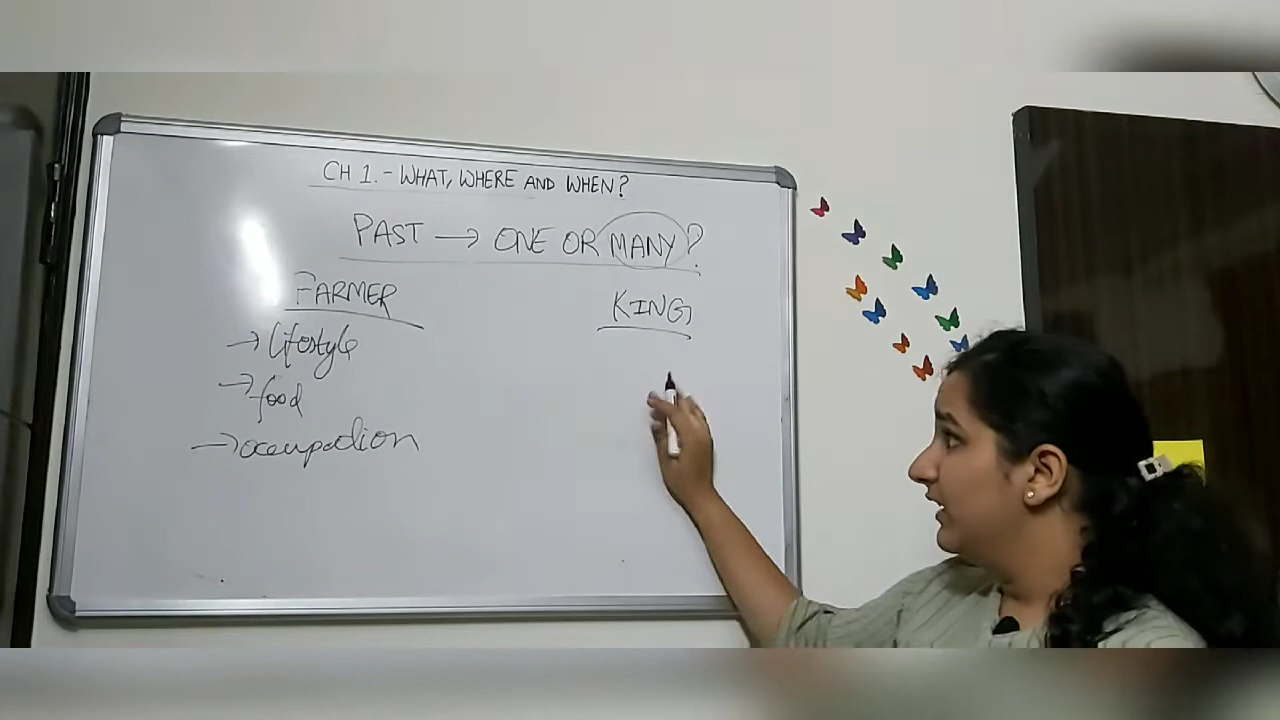 CH 1. - WHAT, WHERE AND WHEN?
PAST → ONE OR MANY?
FARMER
KING
→ lifestyle
→ food
→ occupation